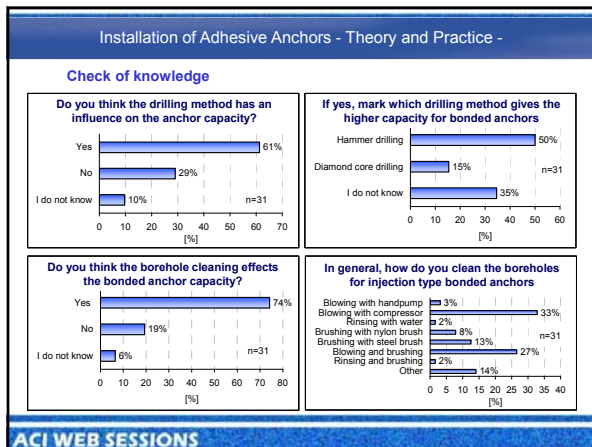 Installation of Adhesive Anchors - Theory and Practice -
Check of knowledge
Do you think the drilling method has an
influence on the anchor capacity?
Yes 61%
No 29%
I do not know 10% n=31
0 10 20 30 40 50 60 70
[%]
If yes, mark which drilling method gives the
higher capacity for bonded anchors
Hammer drilling 50%
Diamond core drilling 15% n=31
I do not know 35%
0 10 20 30 40 50 60
[%]
Do you think the borehole cleaning effects
the bonded anchor capacity?
Yes 74%
No 19%
I do not know 6% n=31
0 10 20 30 40 50 60 70 80
[%]
In general, how do you clean the boreholes
for injection type bonded anchors
Blowing with handpump 3%
Blowing with compressor 33%
Rinsing with water 2%
Brushing with nylon brush 8% n=31
Brushing with steel brush 13%
Blowing and brushing 27%
Rinsing and brushing 2%
Other 14%
0 5 10 15 20 25 30 35 40
[%]
ACI WEB SESSIONS